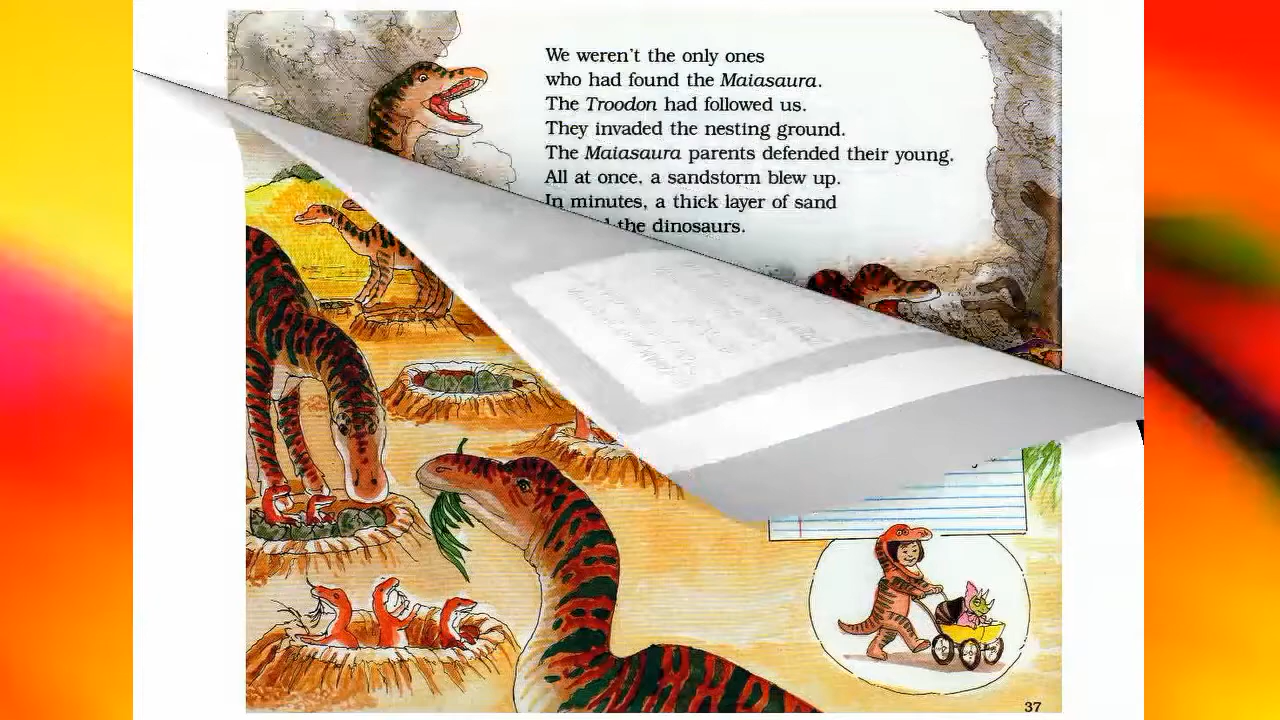 We weren't the only ones
who had found the Maiasaura.
The Troodon had followed us.
They invaded the nesting ground.
The Maiasaura parents defended their young.
All at once, a sandstorm blew up.
In minutes, a thick layer of sand
the dinosaurs.
37